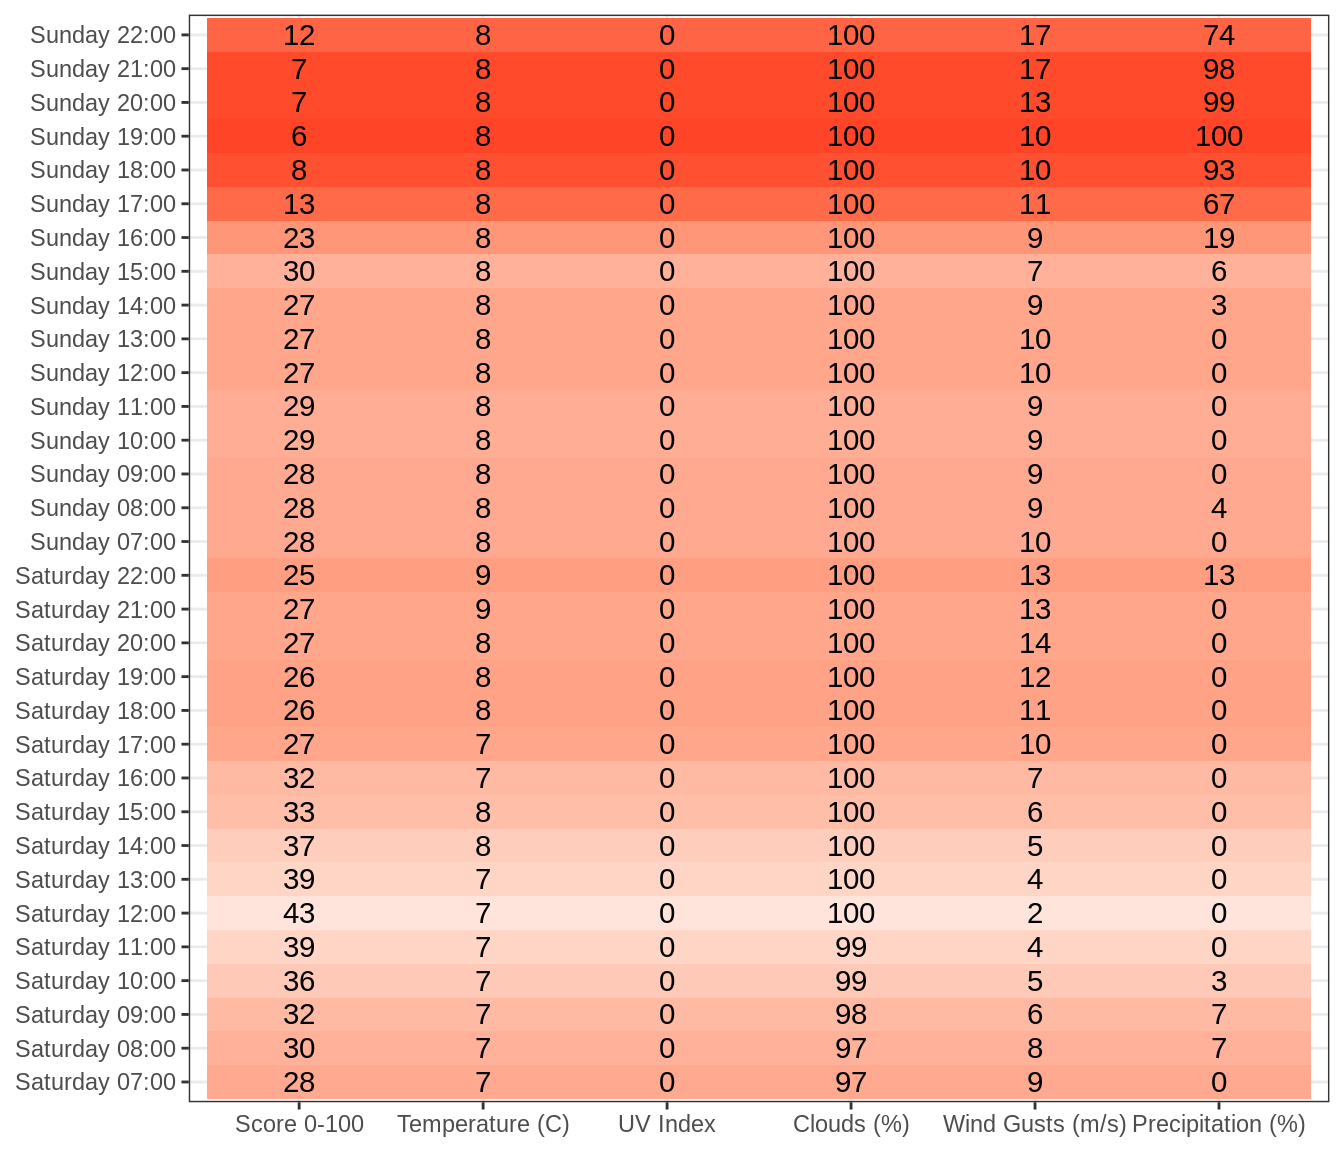 Sunday 22:00 12 8 0 100 17 74
Sunday 21:00 7 8 0 100 17 98
Sunday 20:00 7 8 0 100 13 99
Sunday 19:00 6 8 0 100 10 100
Sunday 18:00 8 8 0 100 10 93
Sunday 17:00 13 8 0 100 11 67
Sunday 16:00 23 8 0 100 9 19
Sunday 15:00 30 8 0 100 7 6
Sunday 14:00 27 8 0 100 9 3
Sunday 13:00 27 8 0 100 10 0
Sunday 12:00 27 8 0 100 10 0
Sunday 11:00 29 8 0 100 9 0
Sunday 10:00 29 8 0 100 9 0
Sunday 09:00 28 8 0 100 9 0
Sunday 08:00 28 8 0 100 9 4
Sunday 07:00 28 8 0 100 10 0
Saturday 22:00 25 9 0 100 13 13
Saturday 21:00 27 9 0 100 13 0
Saturday 20:00 27 8 0 100 14 0
Saturday 19:00 26 8 0 100 12 0
Saturday 18:00 26 8 0 100 11 0
Saturday 17:00 27 7 0 100 10 0
Saturday 16:00 32 7 0 100 7 0
Saturday 15:00 33 8 0 100 6 0
Saturday 14:00 37 8 0 100 5 0
Saturday 13:00 39 7 0 100 4 0
Saturday 12:00 43 7 0 100 2 0
Saturday 11:00 39 7 0 99 4 0
Saturday 10:00 36 7 0 99 5 3
Saturday 09:00 32 7 0 98 6 7
Saturday 08:00 30 7 0 97 8 7
Saturday 07:00 28 7 0 97 9 0
Score 0-100 Temperature (C) UV Index Clouds (%) Wind Gusts (m/s) Precipitation (%)